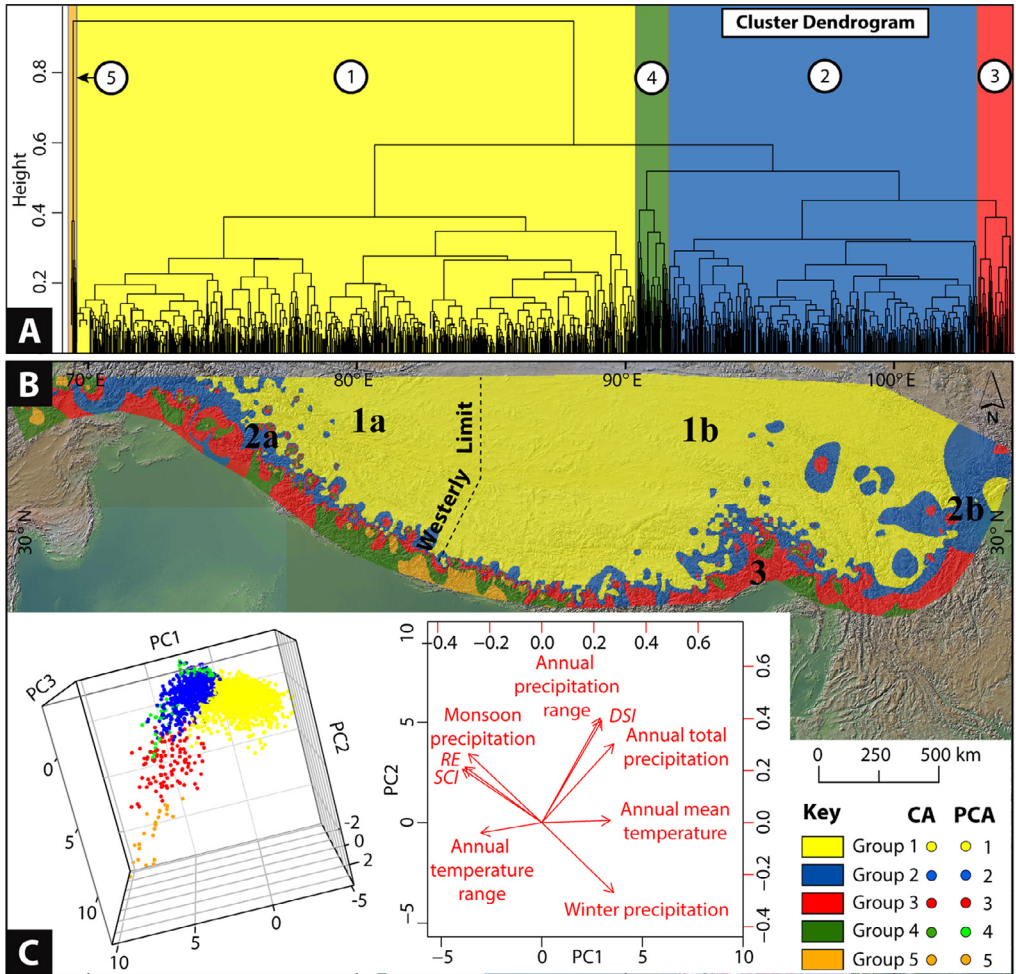 Cluster Dendrogram
5
1
4
2
3
Height
0.8
0.6
0.4
0.2
A
B
70°E
80°E
90°E
100°E
N
1a
1b
2a
2b
3
Westerly Limit
30°N
30°N
0 250 500 km
C
PC1
PC3
PC2
0
5
10
10
5
0
-5
-2
0
-2
10
5
0
−5
PC2
−0.4 −0.2 0.0 0.2 0.4 0.6
0.6
0.4
0.2
0.0
−0.2
−0.4
Annual
precipitation
range
DSI
Monsoon
precipitation
RE
SCI
Annual total
precipitation
Annual mean
temperature
Annual
temperature
range
Winter precipitation
−5 0 PC1 5 10
Key CA PCA
Group 1 1
Group 2 2
Group 3 3
Group 4 4
Group 5 5